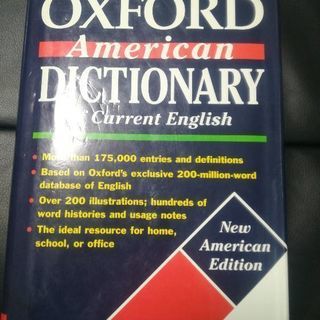 OXFORD
American
DICTIONARY
Current English
• More than 175,000 entries and definitions
• Based on Oxford's exclusive 200-million-word
database of English
• Over 200 illustrations; hundreds of
word histories and usage notes
• The ideal resource for home,
school, or office
New
American
Edition